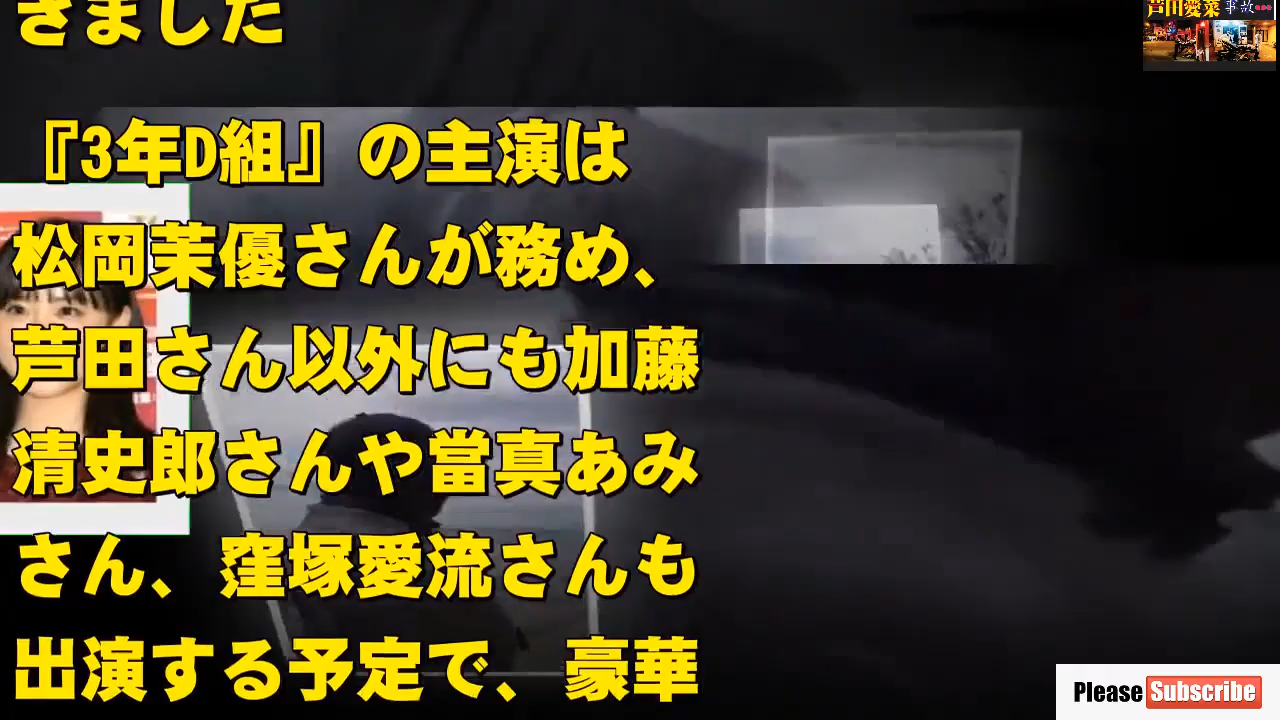 きました
芦田愛菜 事故
『3年D組』の主演は
松岡茉優さんが務め、
芦田さん以外にも加藤
清史郎さんや當真あみ
さん、窪塚愛流さんも
出演する予定で、豪華
Please Subscribe